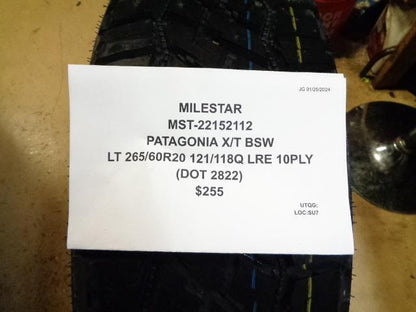 JG 01/25/2024
MILESTAR
MST-22152112
PATAGONIA X/T BSW
LT 265/60R20 121/118Q LRE 10PLY
(DOT 2822)
$255
UTQG:
LOC:SU7